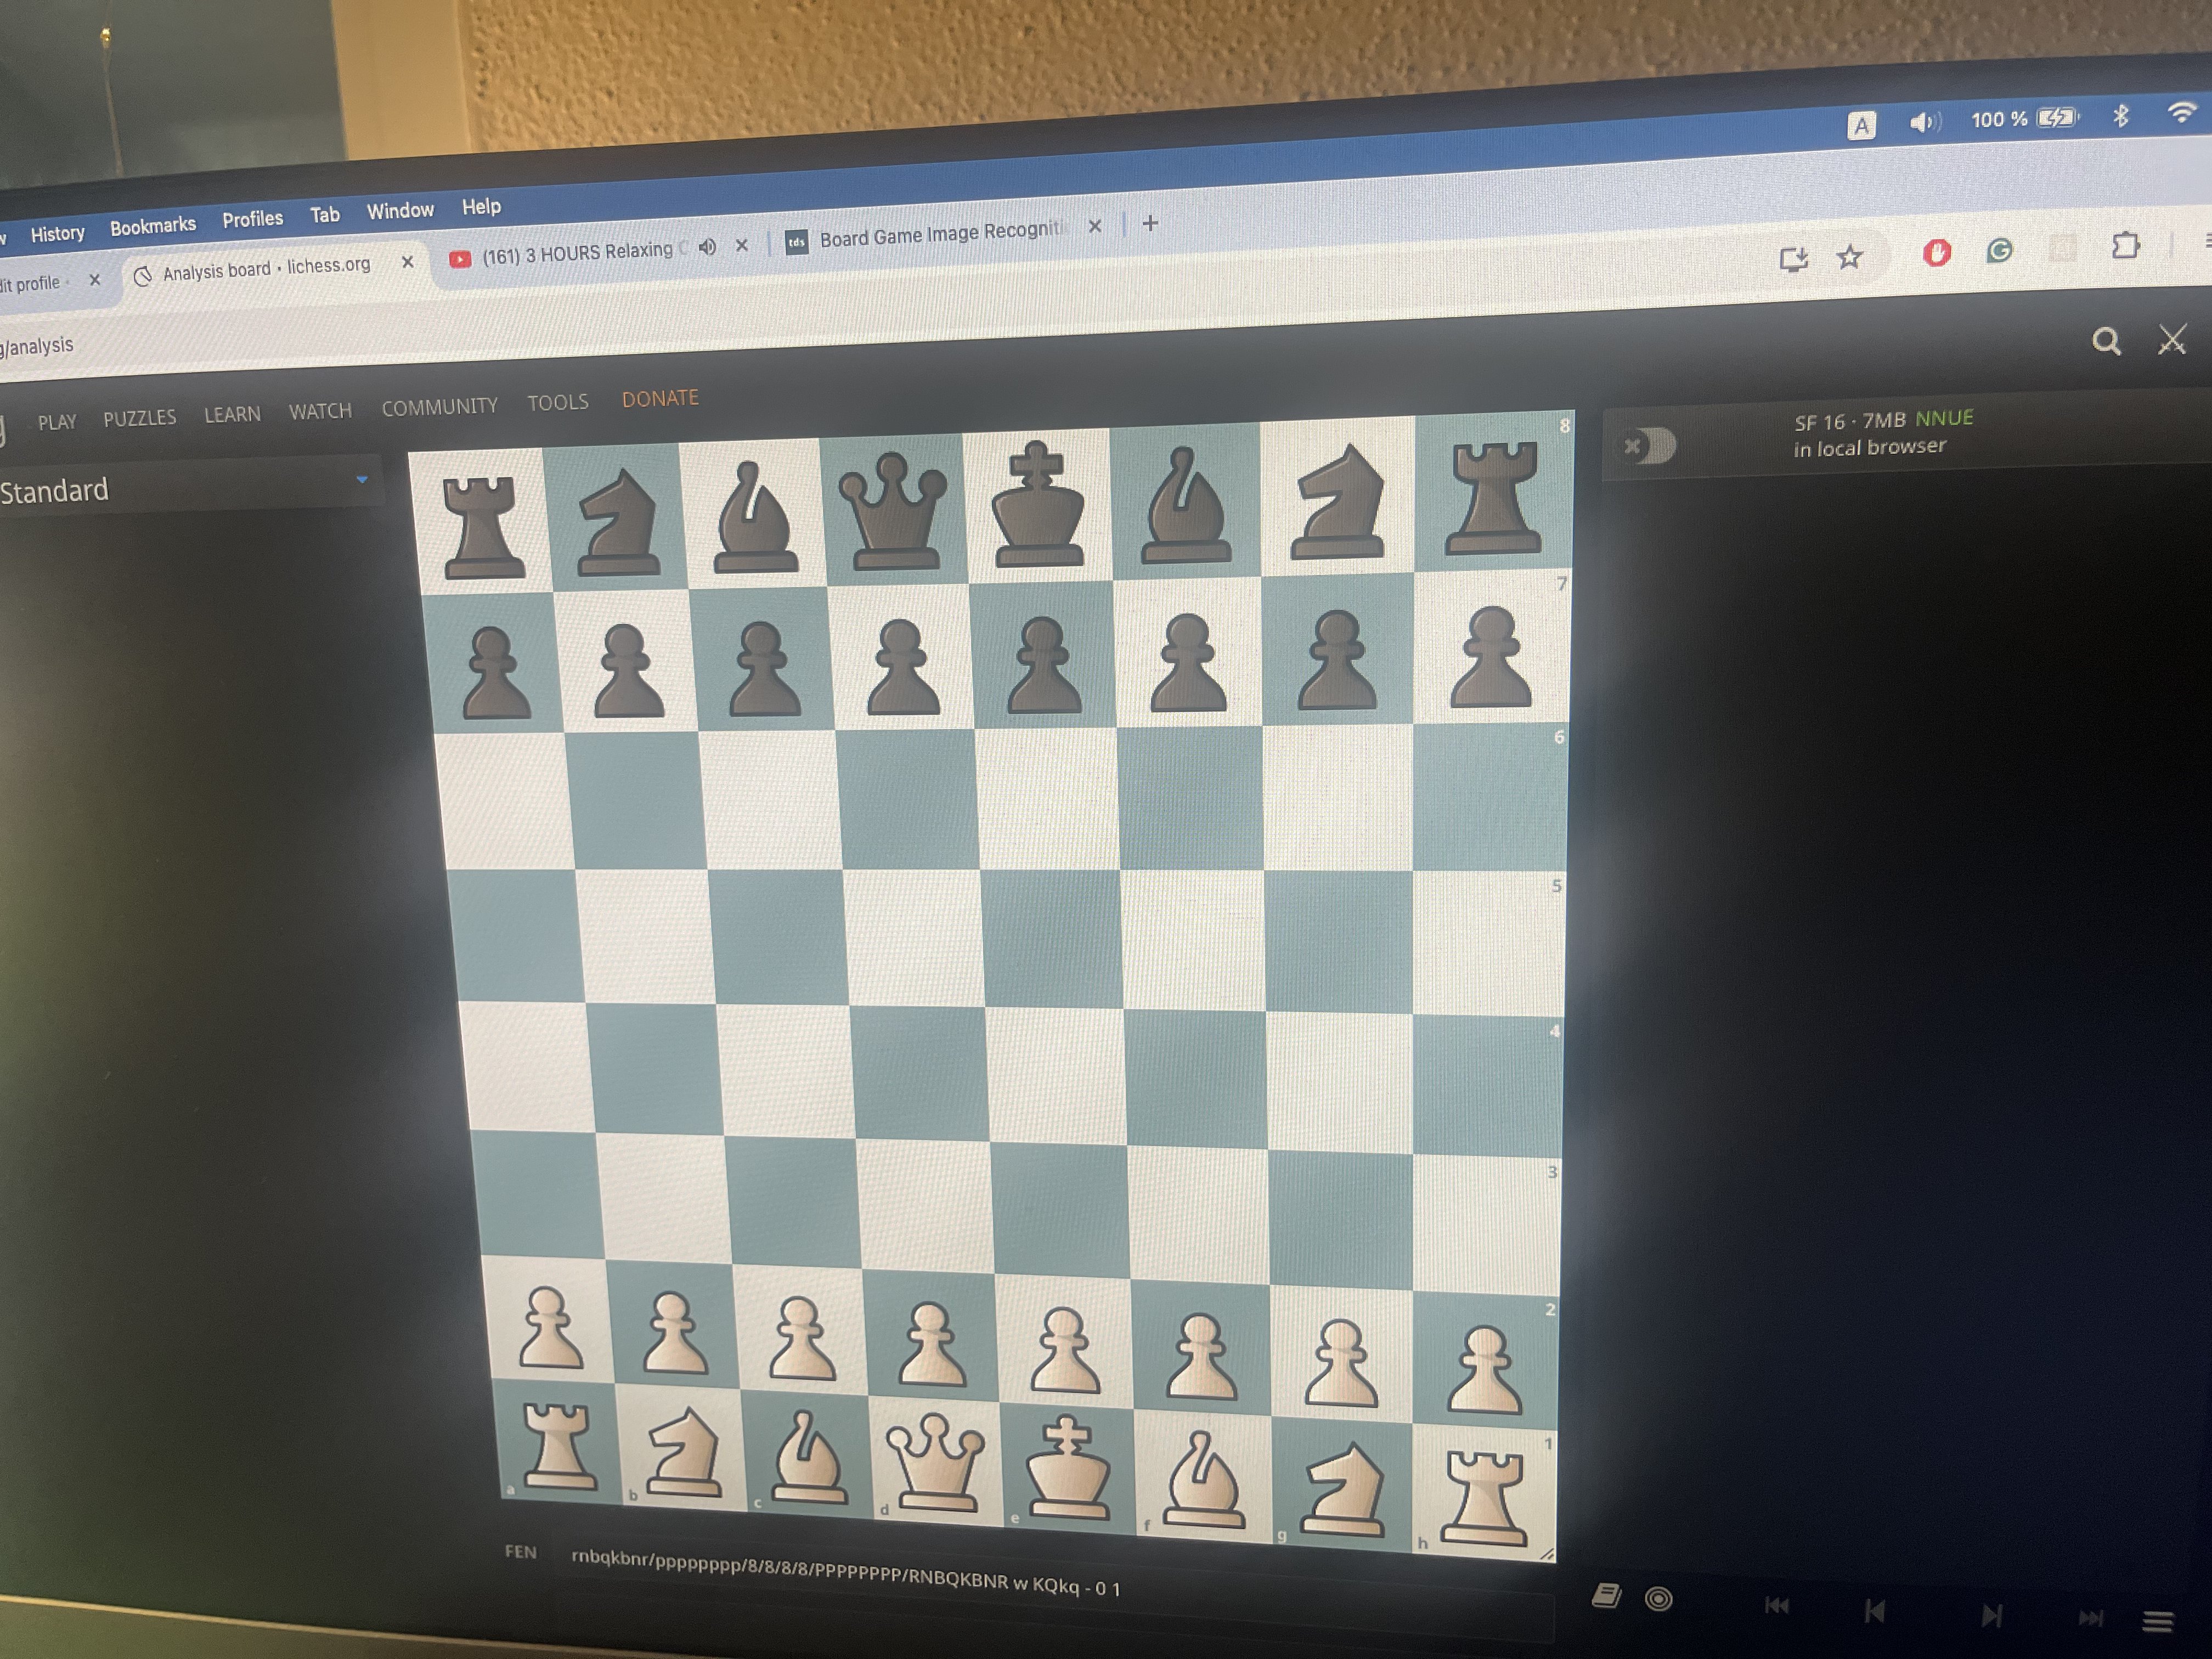 A 100 %
History Bookmarks Profiles Tab Window Help
dit profile Analysis board • lichess.org (161) 3 HOURS Relaxing tds Board Game Image Recogniti
g/analysis
PLAY PUZZLES LEARN WATCH COMMUNITY TOOLS DONATE
Standard
SF 16 · 7MB NNUE
in local browser
8
7
6
5
4
3
2
1
a b c d e f g h
FEN rnbqkbnr/pppppppp/8/8/8/8/PPPPPPPP/RNBQKBNR w KQkq - 0 1